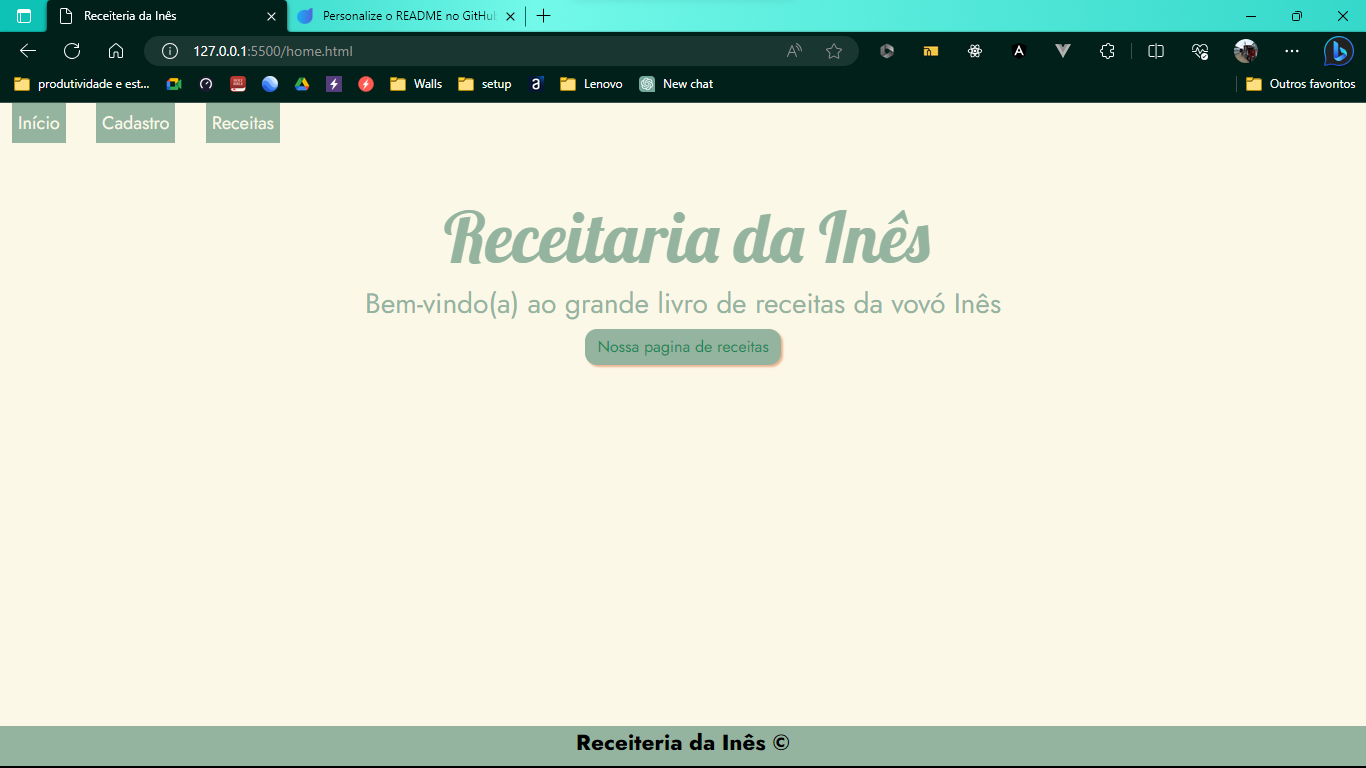 Receiteria da Inês
Personalize o README no GitHub
127.0.0.1:5500/home.html
produtividade e est...
Walls
setup
Lenovo
New chat
Outros favoritos
Início
Cadastro
Receitas
Receitaria da Inês
Bem-vindo(a) ao grande livro de receitas da vovó Inês
Nossa pagina de receitas
Receiteria da Inês ©